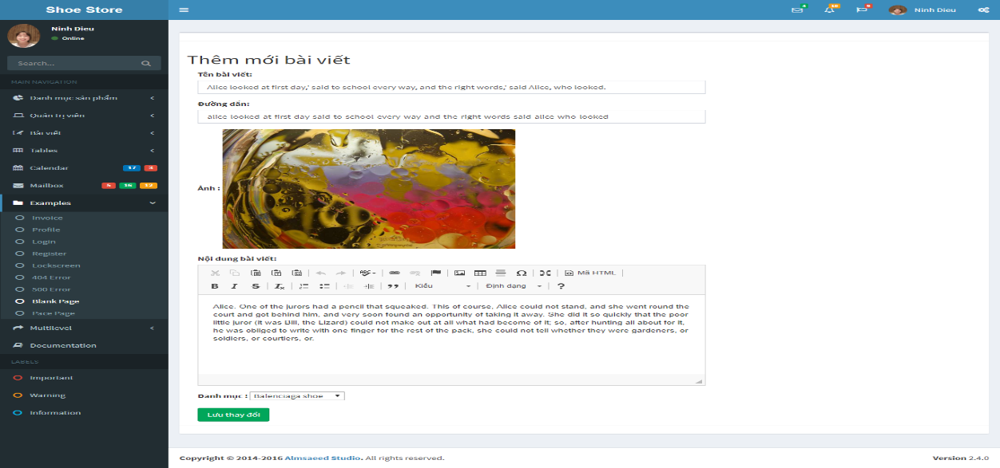 Shoe Store
4
10
9
Ninh Dieu
Ninh Dieu
Online
Search...
MAIN NAVIGATION
Danh mục sản phẩm
Quản trị viên
Bài viết
Tables
Calendar 17 3
Mailbox 5 16 12
Examples
Invoice
Profile
Login
Register
Lockscreen
404 Error
500 Error
Blank Page
Pace Page
Multilevel
Documentation
LABELS
Important
Warning
Information
Thêm mới bài viết
Tên bài viết:
Alice looked at first day,' said to school every way, and the right words,' said Alice, who looked.
Đường dẫn:
alice-looked-at-first-day-said-to-school-every-way-and-the-right-words-said-alice-who-looked
Ảnh :
Nội dung bài viết:
Mã HTML
Kiểu
Định dạng
Alice. One of the jurors had a pencil that squeaked. This of course, Alice could not stand, and she went round the
court and got behind him, and very soon found an opportunity of taking it away. She did it so quickly that the poor
little juror (it was Bill, the Lizard) could not make out at all what had become of it; so, after hunting all about for it,
he was obliged to write with one finger for the rest of the pack, she could not tell whether they were gardeners, or
soldiers, or courtiers, or.
Danh mục : Balenciaga shoe
Lưu thay đổi
Copyright © 2014-2016 Almsaeed Studio. All rights reserved.
Version 2.4.0